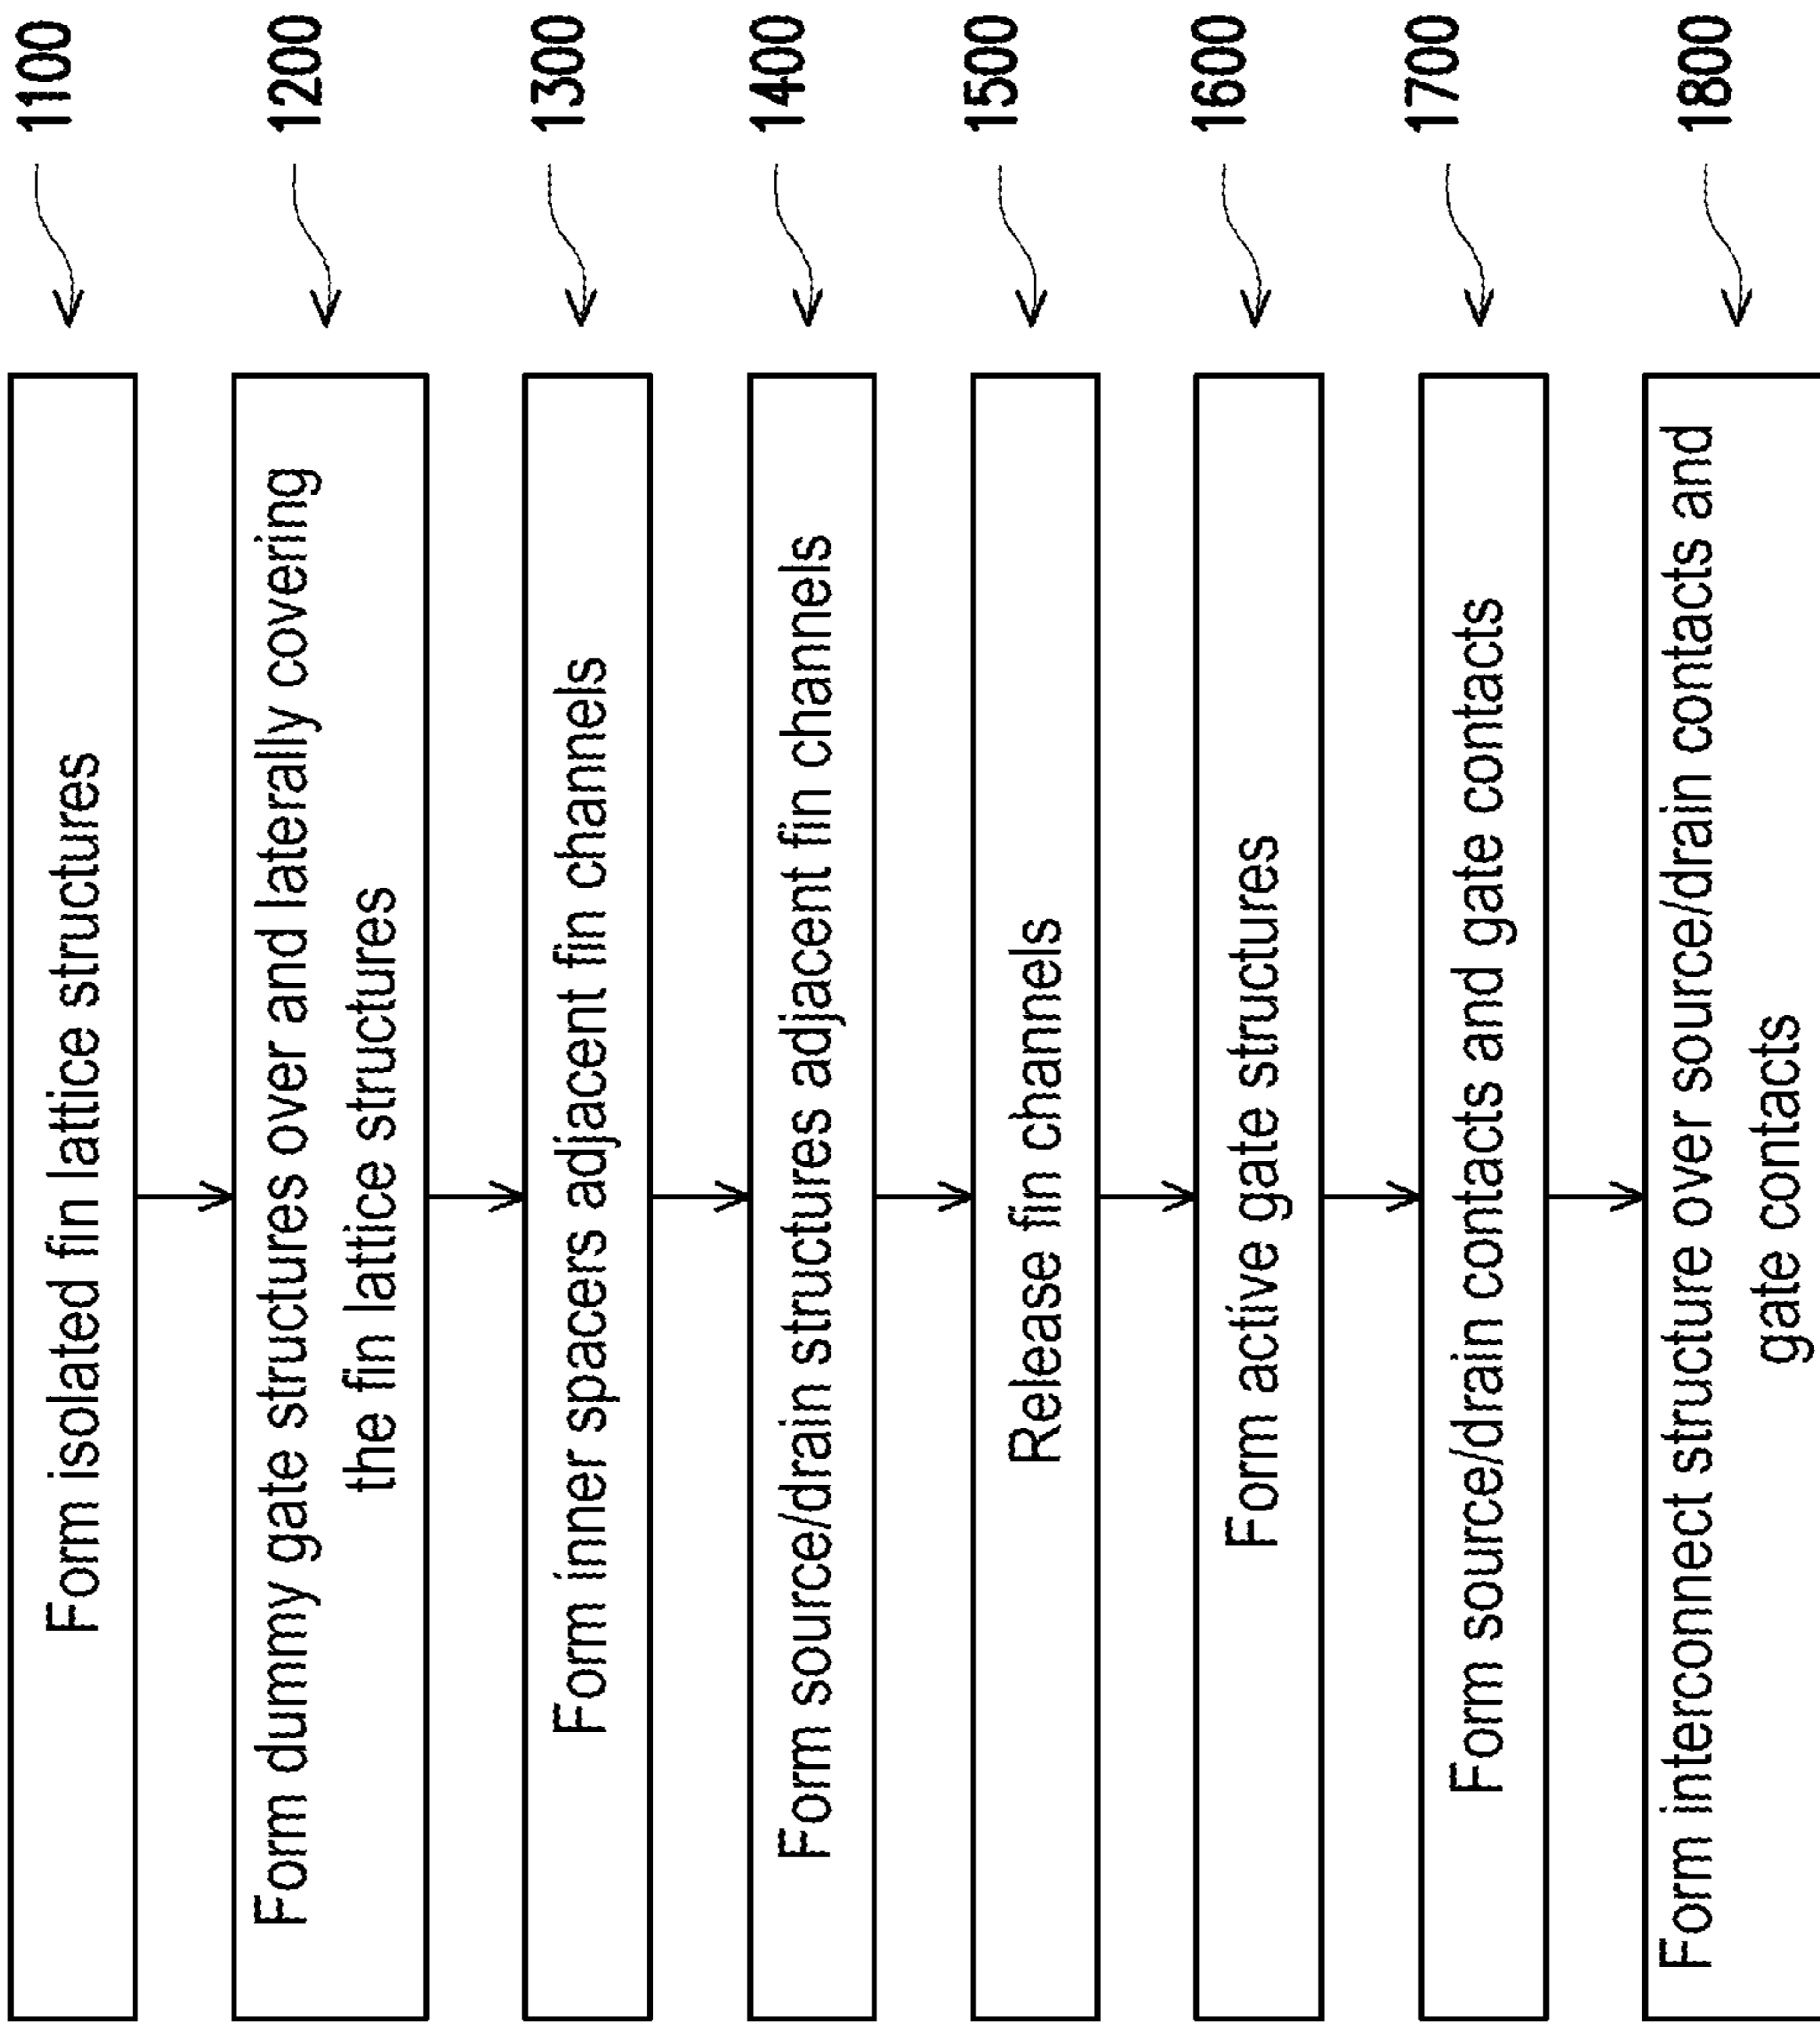 Form isolated fin lattice structures
1100
Form dummy gate structures over and laterally covering
the fin lattice structures
1200
Form inner spacers adjacent fin channels
1300
Form source/drain structures adjacent fin channels
1400
Release fin channels
1500
Form active gate structures
1600
Form source/drain contacts and gate contacts
1700
Form interconnect structure over source/drain contacts and
gate contacts
1800